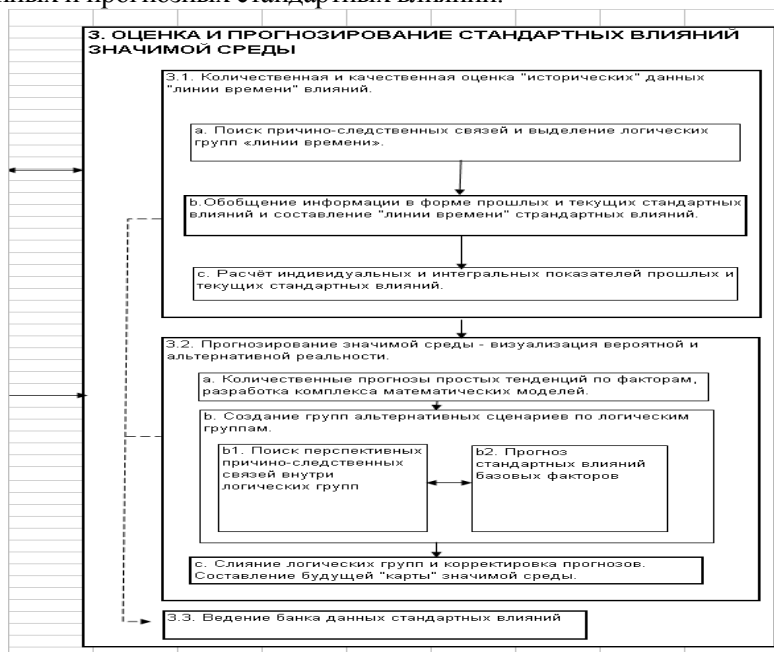 прогнозных стандартных влияний.
3. ОЦЕНКА И ПРОГНОЗИРОВАНИЕ СТАНДАРТНЫХ ВЛИЯНИЙ
ЗНАЧИМОЙ СРЕДЫ
3.1. Количественная и качественная оценка "исторических" данных
"линии времени" влияний.
а. Поиск причино-следственных связей и выделение логических
групп «линии времени».
b.Обобщение информации в форме прошлых и текущих стандартных
влияний и составление "линии времени" страндартных влияний.
с. Расчёт индивидуальных и интегральных показателей прошлых и
текущих стандартных влияний.
3.2. Прогнозирование значимой среды - визуализация вероятной и
альтернативной реальности.
а. Количественные прогнозы простых тенденций по факторам,
разработка комплекса математических моделей.
b. Создание групп альтернативных сценариев по логическим
группам.
b1. Поиск перспективных
причино-следственных
связей внутри
логических групп
b2. Прогноз
стандартных влияний
базовых факторов
с. Слияние логических групп и корректировка прогнозов.
Составление будущей "карты" значимой среды.
3.3. Ведение банка данных стандартных влияний